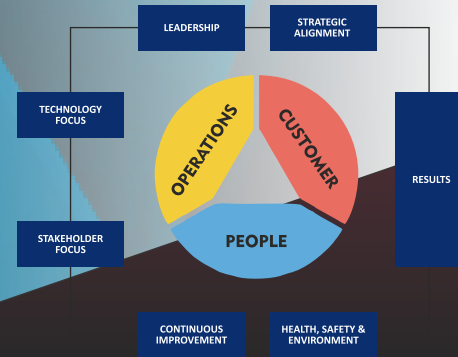 LEADERSHIP
STRATEGIC
ALIGNMENT
TECHNOLOGY
FOCUS
OPERATIONS
CUSTOMER
RESULTS
STAKEHOLDER
FOCUS
PEOPLE
CONTINUOUS
IMPROVEMENT
HEALTH, SAFETY &
ENVIRONMENT